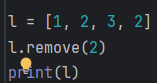 l = [1, 2, 3, 2]
l.remove(2)
print(l)